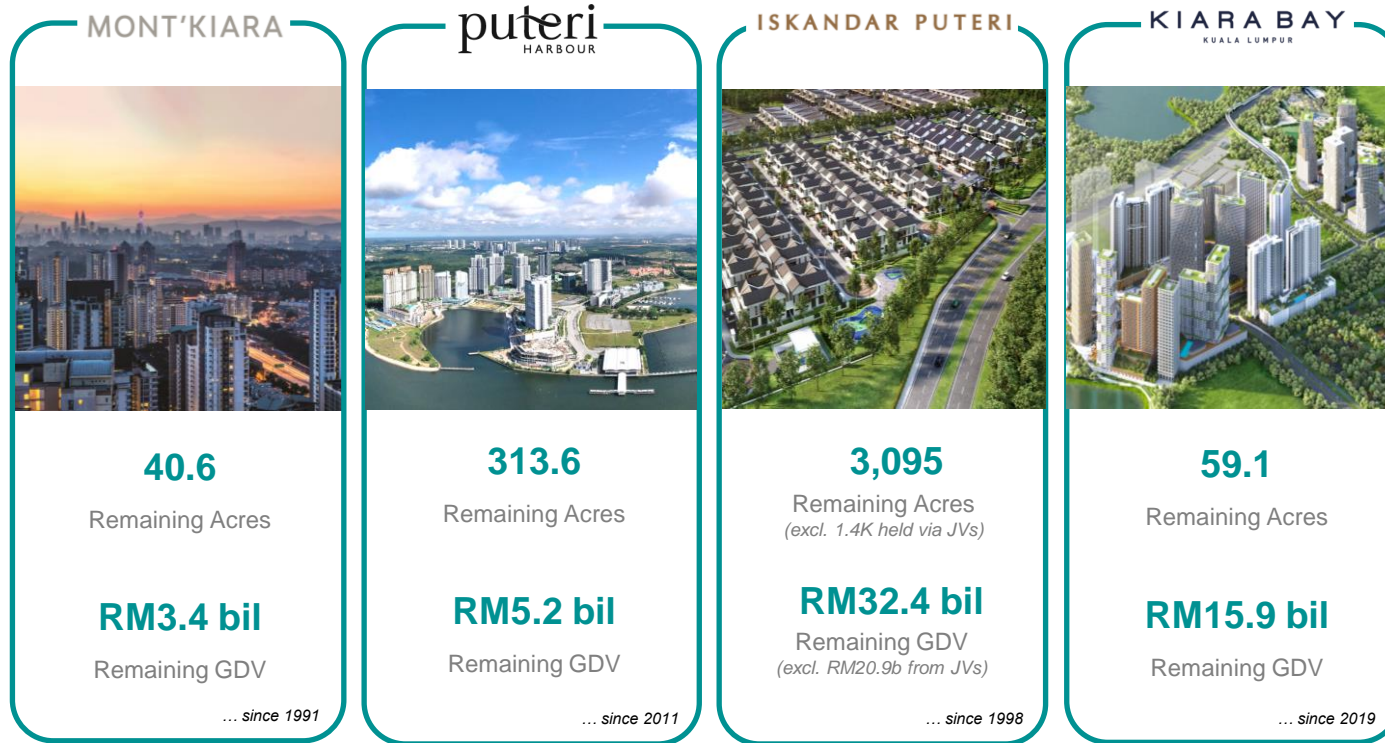 MONT'KIARA
40.6
Remaining Acres
RM3.4 bil
Remaining GDV
… since 1991
puteri
HARBOUR
313.6
Remaining Acres
RM5.2 bil
Remaining GDV
… since 2011
ISKANDAR PUTERI
3,095
Remaining Acres
(excl. 1.4K held via JVs)
RM32.4 bil
Remaining GDV
(excl. RM20.9b from JVs)
… since 1998
KIARA BAY
KUALA LUMPUR
59.1
Remaining Acres
RM15.9 bil
Remaining GDV
… since 2019